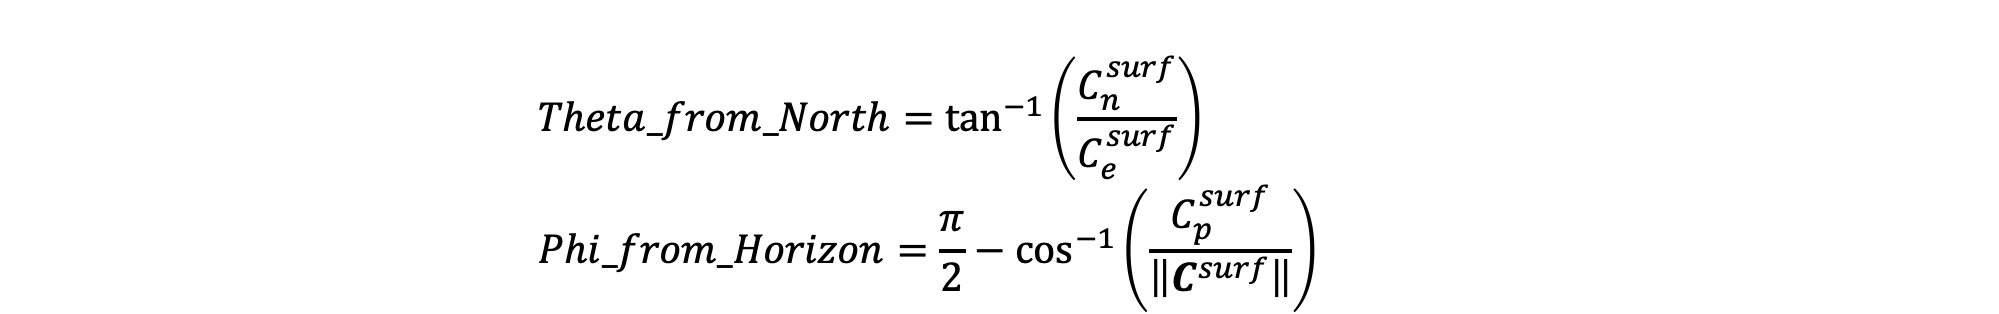 Theta_from_North = tan⁻¹ (C_n^surf / C_e^surf)
Phi_from_Horizon = π/2 − cos⁻¹ (C_p^surf / ‖C^surf‖)